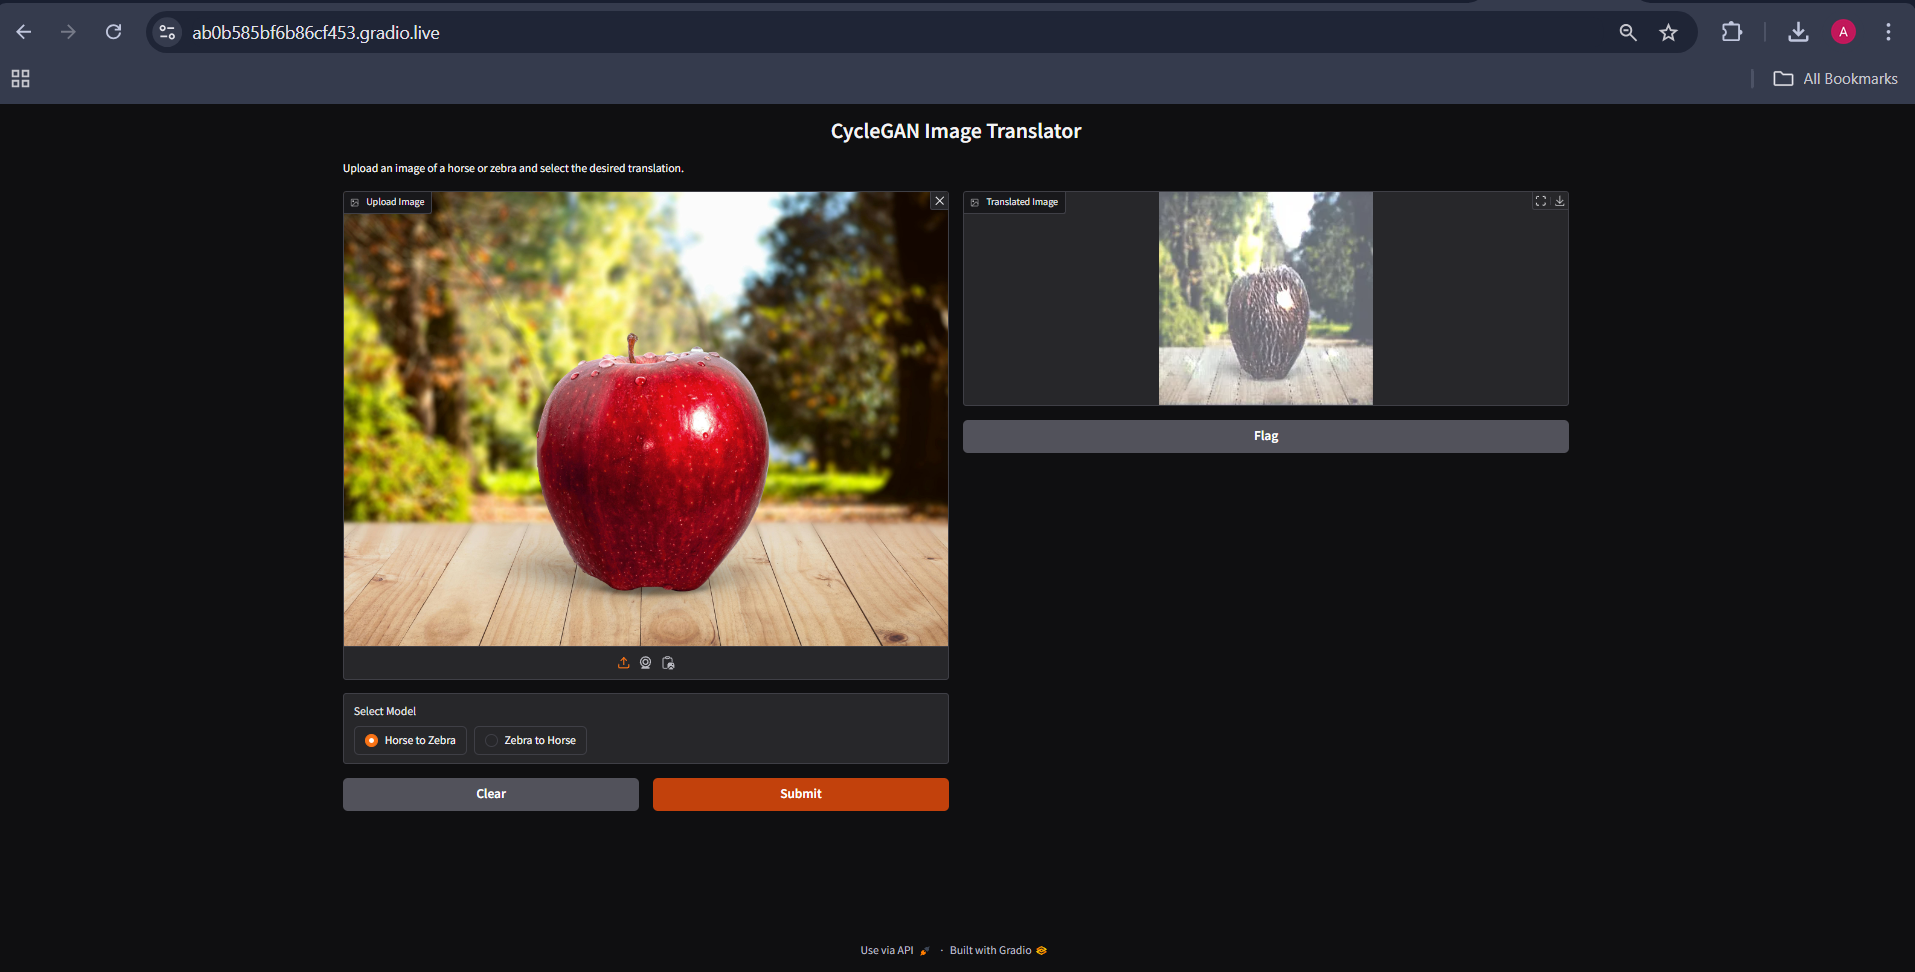 ab0b585bf6b86cf453.gradio.live
A
All Bookmarks
CycleGAN Image Translator
Upload an image of a horse or zebra and select the desired translation.
Upload Image
Translated Image
Flag
Select Model
Horse to Zebra
Zebra to Horse
Clear
Submit
Use via API · Built with Gradio